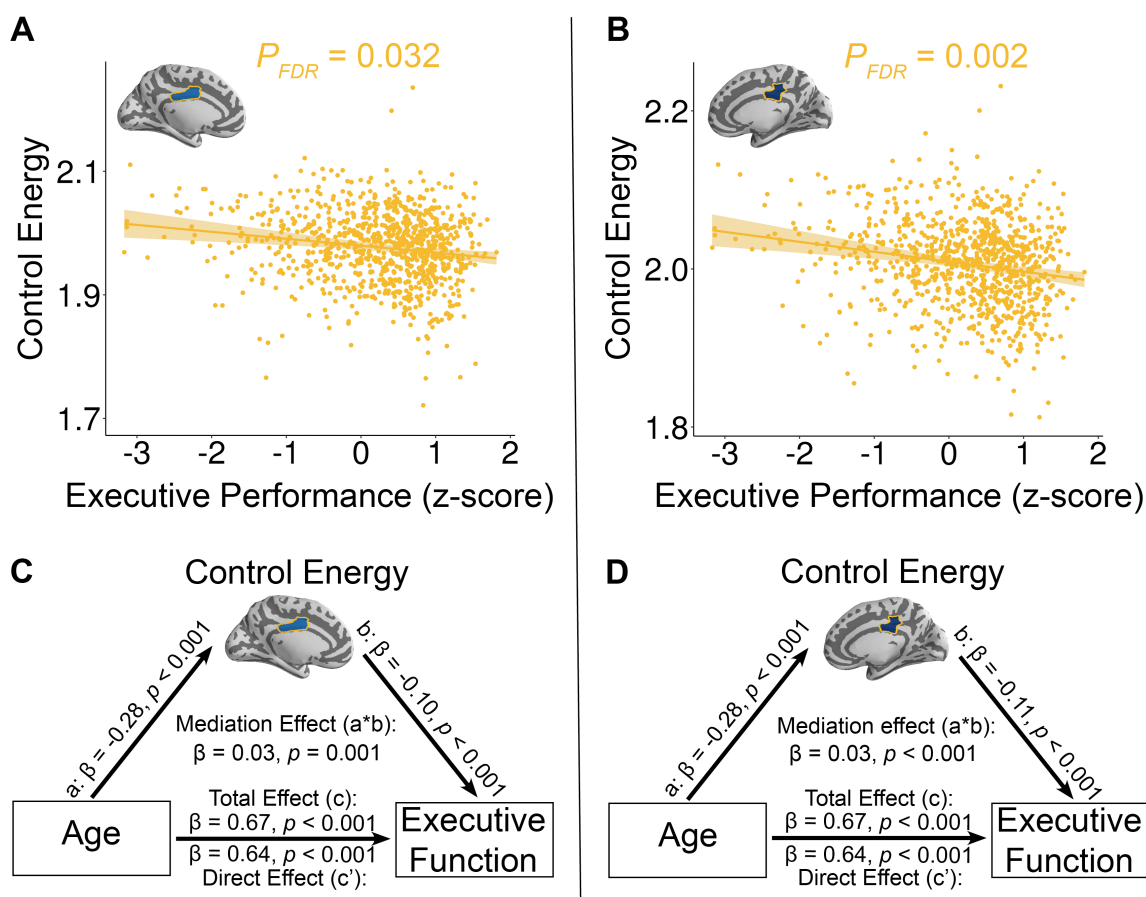 A
P_FDR = 0.032
Control Energy
2.1
1.9
1.7
-3 -2 -1 0 1 2
Executive Performance (z-score)
B
P_FDR = 0.002
Control Energy
2.2
2.0
1.8
-3 -2 -1 0 1 2
Executive Performance (z-score)
C
Control Energy
a: β = -0.28, p < 0.001
b: β = -0.10, p < 0.001
Mediation Effect (a*b):
β = 0.03, p = 0.001
Age
Total Effect (c):
β = 0.67, p < 0.001
β = 0.64, p < 0.001
Direct Effect (c'):
Executive
Function
D
Control Energy
a: β = -0.28, p < 0.001
b: β = -0.11, p < 0.001
Mediation effect (a*b):
β = 0.03, p < 0.001
Age
Total Effect (c):
β = 0.67, p < 0.001
β = 0.64, p < 0.001
Direct Effect (c'):
Executive
Function